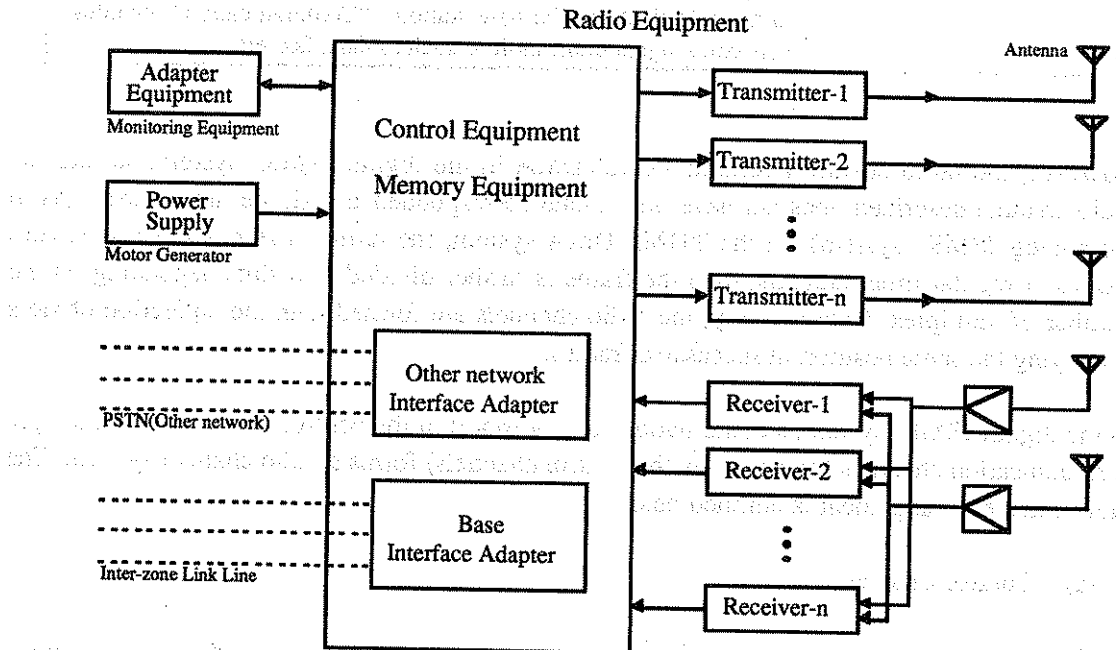 Radio Equipment
Adapter
Equipment
Monitoring Equipment
Power
Supply
Motor Generator
Control Equipment
Memory Equipment
Other network
Interface Adapter
PSTN(Other network)
Base
Interface Adapter
Inter-zone Link Line
Antenna
Transmitter-1
Transmitter-2
Transmitter-n
Receiver-1
Receiver-2
Receiver-n